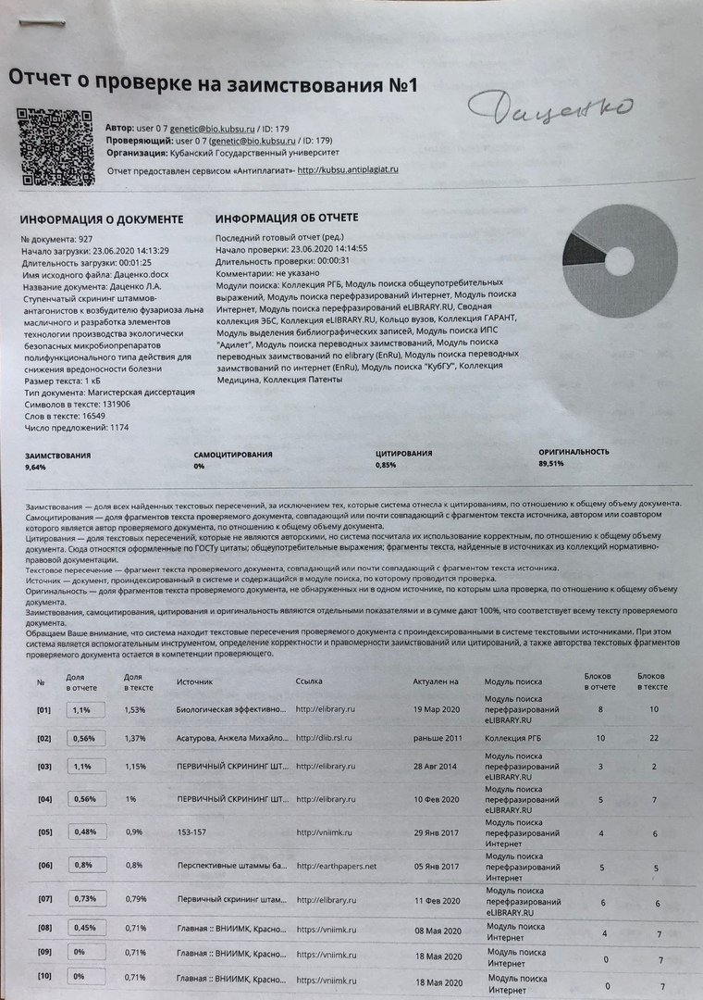 Отчет о проверке на заимствования №1
Даценко
Автор: user 0 7 genetic@bio.kubsu.ru / ID: 179
Проверяющий: user 0 7 (genetic@bio.kubsu.ru / ID: 179)
Организация: Кубанский Государственный университет
Отчет предоставлен сервисом «Антиплагиат»- http://kubsu.antiplagiat.ru
ИНФОРМАЦИЯ О ДОКУМЕНТЕ
№ документа: 927
Начало загрузки: 23.06.2020 14:13:29
Длительность загрузки: 00:01:25
Имя исходного файла: Даценко.docx
Название документа: Даценко Л.А.
Ступенчатый скрининг штаммов-
антагонистов к возбудителю фузариоза льна
масличного и разработка элементов
технологии производства экологически
безопасных микробиопрепаратов
полифункционального типа действия для
снижения вредоносности болезни
Размер текста: 1 кБ
Тип документа: Магистерская диссертация
Символов в тексте: 131906
Слов в тексте: 16549
Число предложений: 1174
ИНФОРМАЦИЯ ОБ ОТЧЕТЕ
Последний готовый отчет (ред.)
Начало проверки: 23.06.2020 14:14:55
Длительность проверки: 00:00:31
Комментарии: не указано
Модули поиска: Коллекция РГБ, Модуль поиска общеупотребительных
выражений, Модуль поиска перефразирований Интернет, Модуль поиска
Интернет, Модуль поиска перефразирований eLIBRARY.RU, Сводная
коллекция ЭБС, Коллекция eLIBRARY.RU, Кольцо вузов, Коллекция ГАРАНТ,
Модуль выделения библиографических записей, Модуль поиска ИПС
"Адилет", Модуль поиска переводных заимствований, Модуль поиска
переводных заимствований по elibrary (EnRu), Модуль поиска переводных
заимствований по интернет (EnRu), Модуль поиска "КубГУ", Коллекция
Медицина, Коллекция Патенты
ЗАИМСТВОВАНИЯ САМОЦИТИРОВАНИЯ ЦИТИРОВАНИЯ ОРИГИНАЛЬНОСТЬ
9,64% 0% 0,85% 89,51%
Заимствования — доля всех найденных текстовых пересечений, за исключением тех, которые система отнесла к цитированиям, по отношению к общему объему документа.
Самоцитирования — доля фрагментов текста проверяемого документа, совпадающий или почти совпадающий с фрагментом текста источника, автором или соавтором
которого является автор проверяемого документа, по отношению к общему объему документа.
Цитирования — доля текстовых пересечений, которые не являются авторскими, но система посчитала их использование корректным, по отношению к общему объему
документа. Сюда относятся оформленные по ГОСТу цитаты; общеупотребительные выражения; фрагменты текста, найденные в источниках из коллекций нормативно-
правовой документации.
Текстовое пересечение — фрагмент текста проверяемого документа, совпадающий или почти совпадающий с фрагментом текста источника.
Источник — документ, проиндексированный в системе и содержащийся в модуле поиска, по которому проводится проверка.
Оригинальность — доля фрагментов текста проверяемого документа, не обнаруженных ни в одном источнике, по которым шла проверка, по отношению к общему объему
документа.
Заимствования, самоцитирования, цитирования и оригинальность являются отдельными показателями и в сумме дают 100%, что соответствует всему тексту проверяемого
документа.
Обращаем Ваше внимание, что система находит текстовые пересечения проверяемого документа с проиндексированными в системе текстовыми источниками. При этом
система является вспомогательным инструментом, определение корректности и правомерности заимствований или цитирований, а также авторства текстовых фрагментов
проверяемого документа остается в компетенции проверяющего.
№ Доля в отчете Доля в тексте Источник Ссылка Актуален на Модуль поиска Блоков в отчете Блоков в тексте
[01] 1,1% 1,53% Биологическая эффективно... http://elibrary.ru 19 Мар 2020 Модуль поиска перефразирований eLIBRARY.RU 8 10
[02] 0,56% 1,37% Асатурова, Анжела Михайло... http://dlib.rsl.ru раньше 2011 Коллекция РГБ 10 22
[03] 1,1% 1,15% ПЕРВИЧНЫЙ СКРИНИНГ ШТ... http://elibrary.ru 28 Авг 2014 Модуль поиска перефразирований eLIBRARY.RU 3 2
[04] 0,56% 1% ПЕРВИЧНЫЙ СКРИНИНГ ШТ... http://elibrary.ru 10 Фев 2020 Модуль поиска перефразирований eLIBRARY.RU 5 7
[05] 0,48% 0,9% 153-157 http://vniimk.ru 29 Янв 2017 Модуль поиска перефразирований Интернет 4 6
[06] 0,8% 0,8% Перспективные штаммы ба... http://earthpapers.net 05 Янв 2017 Модуль поиска перефразирований Интернет 5 5
[07] 0,73% 0,79% Первичный скрининг штам... http://elibrary.ru 11 Фев 2020 Модуль поиска перефразирований eLIBRARY.RU 6 6
[08] 0,45% 0,71% Главная :: ВНИИМК, Красно... https://vniimk.ru 08 Мая 2020 Модуль поиска Интернет 4 7
[09] 0% 0,71% Главная :: ВНИИМК, Красно... https://vniimk.ru 18 Мая 2020 Модуль поиска Интернет 0 7
[10] 0% 0,71% Главная :: ВНИИМК, Красно... https://vniimk.ru 18 Мая 2020 Модуль поиска Интернет 0 7